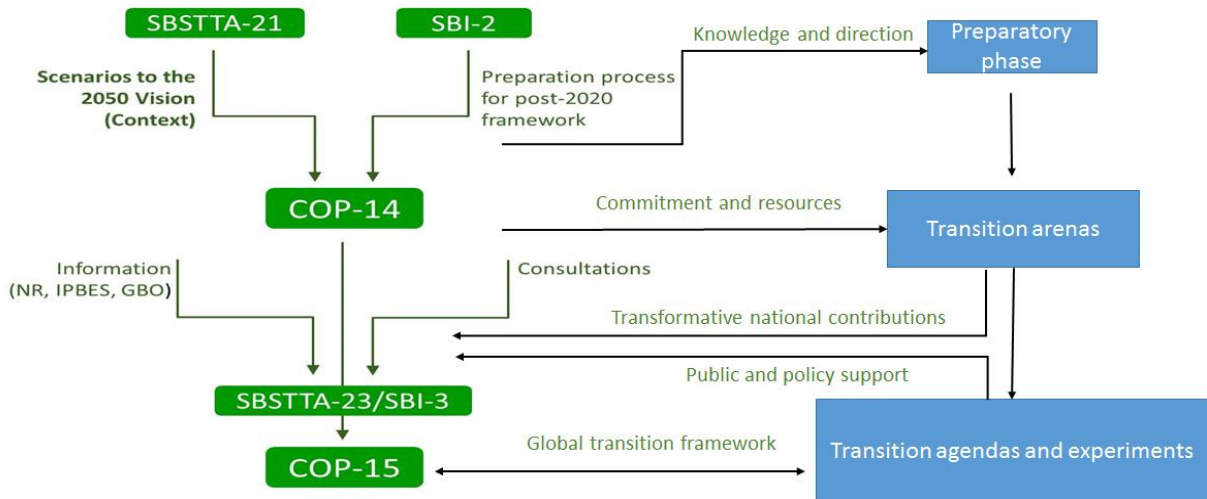 SBSTTA-21
SBI-2
Knowledge and direction
Preparatory
phase
Scenarios to the
2050 Vision
(Context)
Preparation process
for post-2020
framework
COP-14
Commitment and resources
Transition arenas
Information
(NR, IPBES, GBO)
Consultations
Transformative national contributions
Public and policy support
SBSTTA-23/SBI-3
Global transition framework
Transition agendas and experiments
COP-15